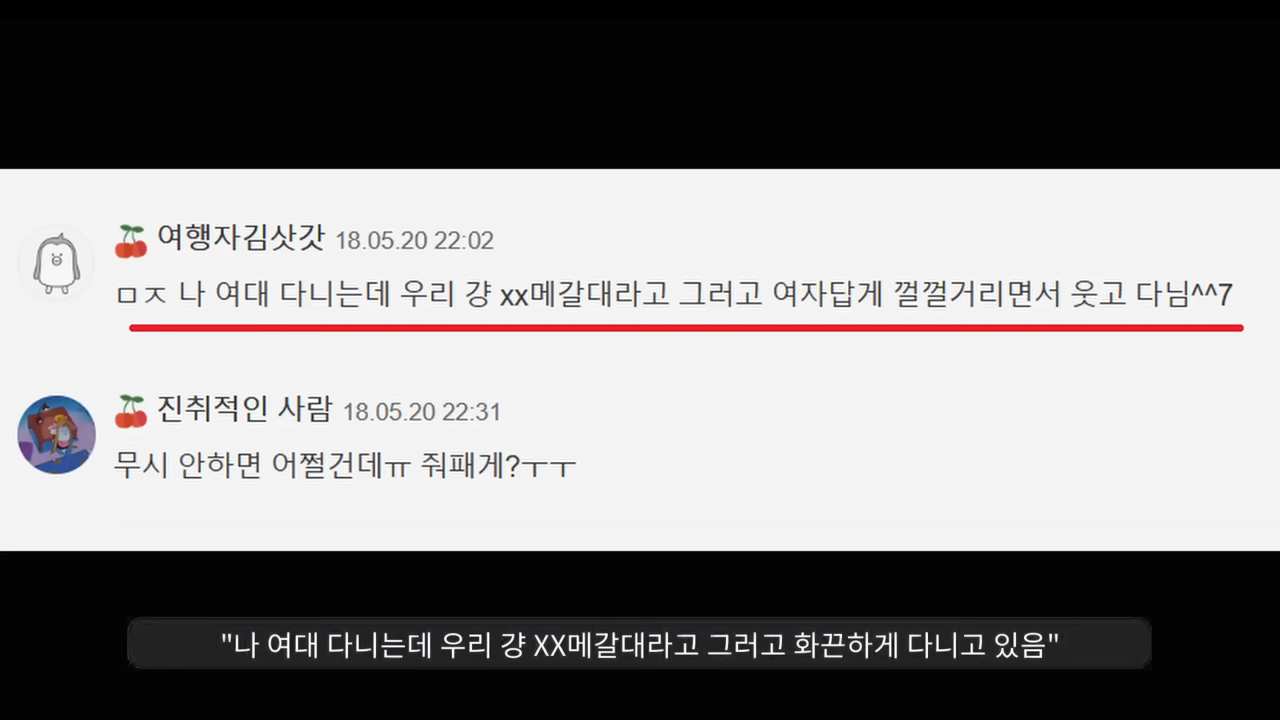 여행자김삿갓 18.05.20 22:02
ㅁㅈ 나 여대 다니는데 우리 걍 xx메갈대라고 그러고 여자답게 껄껄거리면서 웃고 다님^^7
진취적인 사람 18.05.20 22:31
무시 안하면 어쩔건데ㅠ 줘패게?ㅜㅜ
"나 여대 다니는데 우리 걍 XX메갈대라고 그러고 화끈하게 다니고 있음"